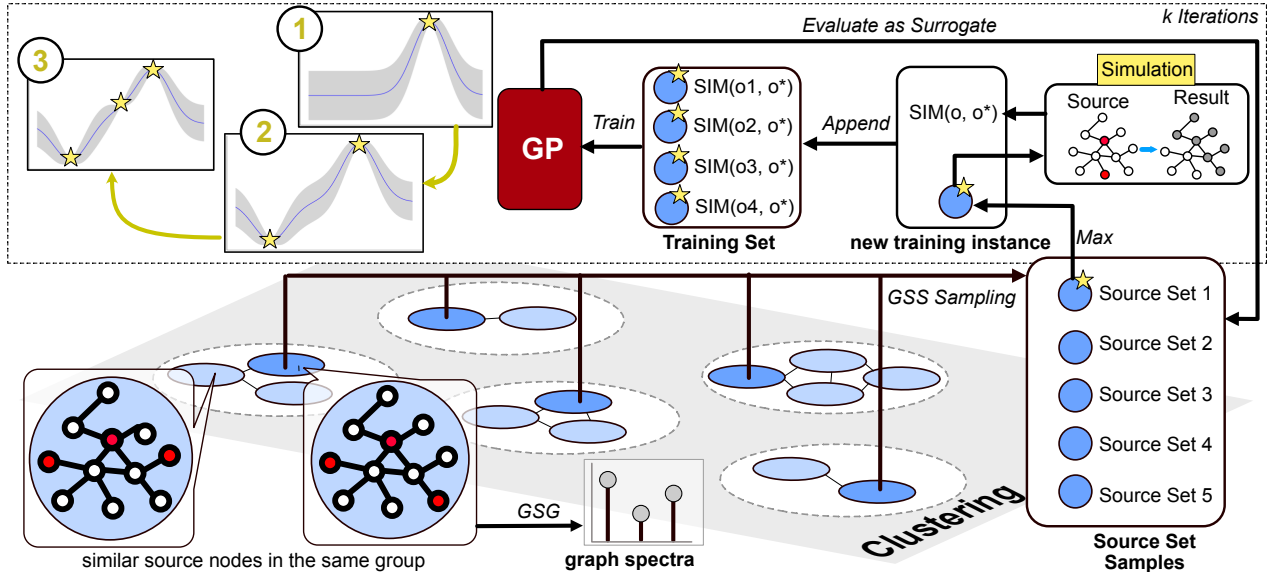 Evaluate as Surrogate
k Iterations
1
3
2
GP
Train
SIM(o1, o*)
SIM(o2, o*)
SIM(o3, o*)
SIM(o4, o*)
Training Set
Append
SIM(o, o*)
new training instance
Simulation
Source
Result
Max
GSS Sampling
Source Set 1
Source Set 2
Source Set 3
Source Set 4
Source Set 5
Source Set
Samples
Clustering
GSG
graph spectra
similar source nodes in the same group